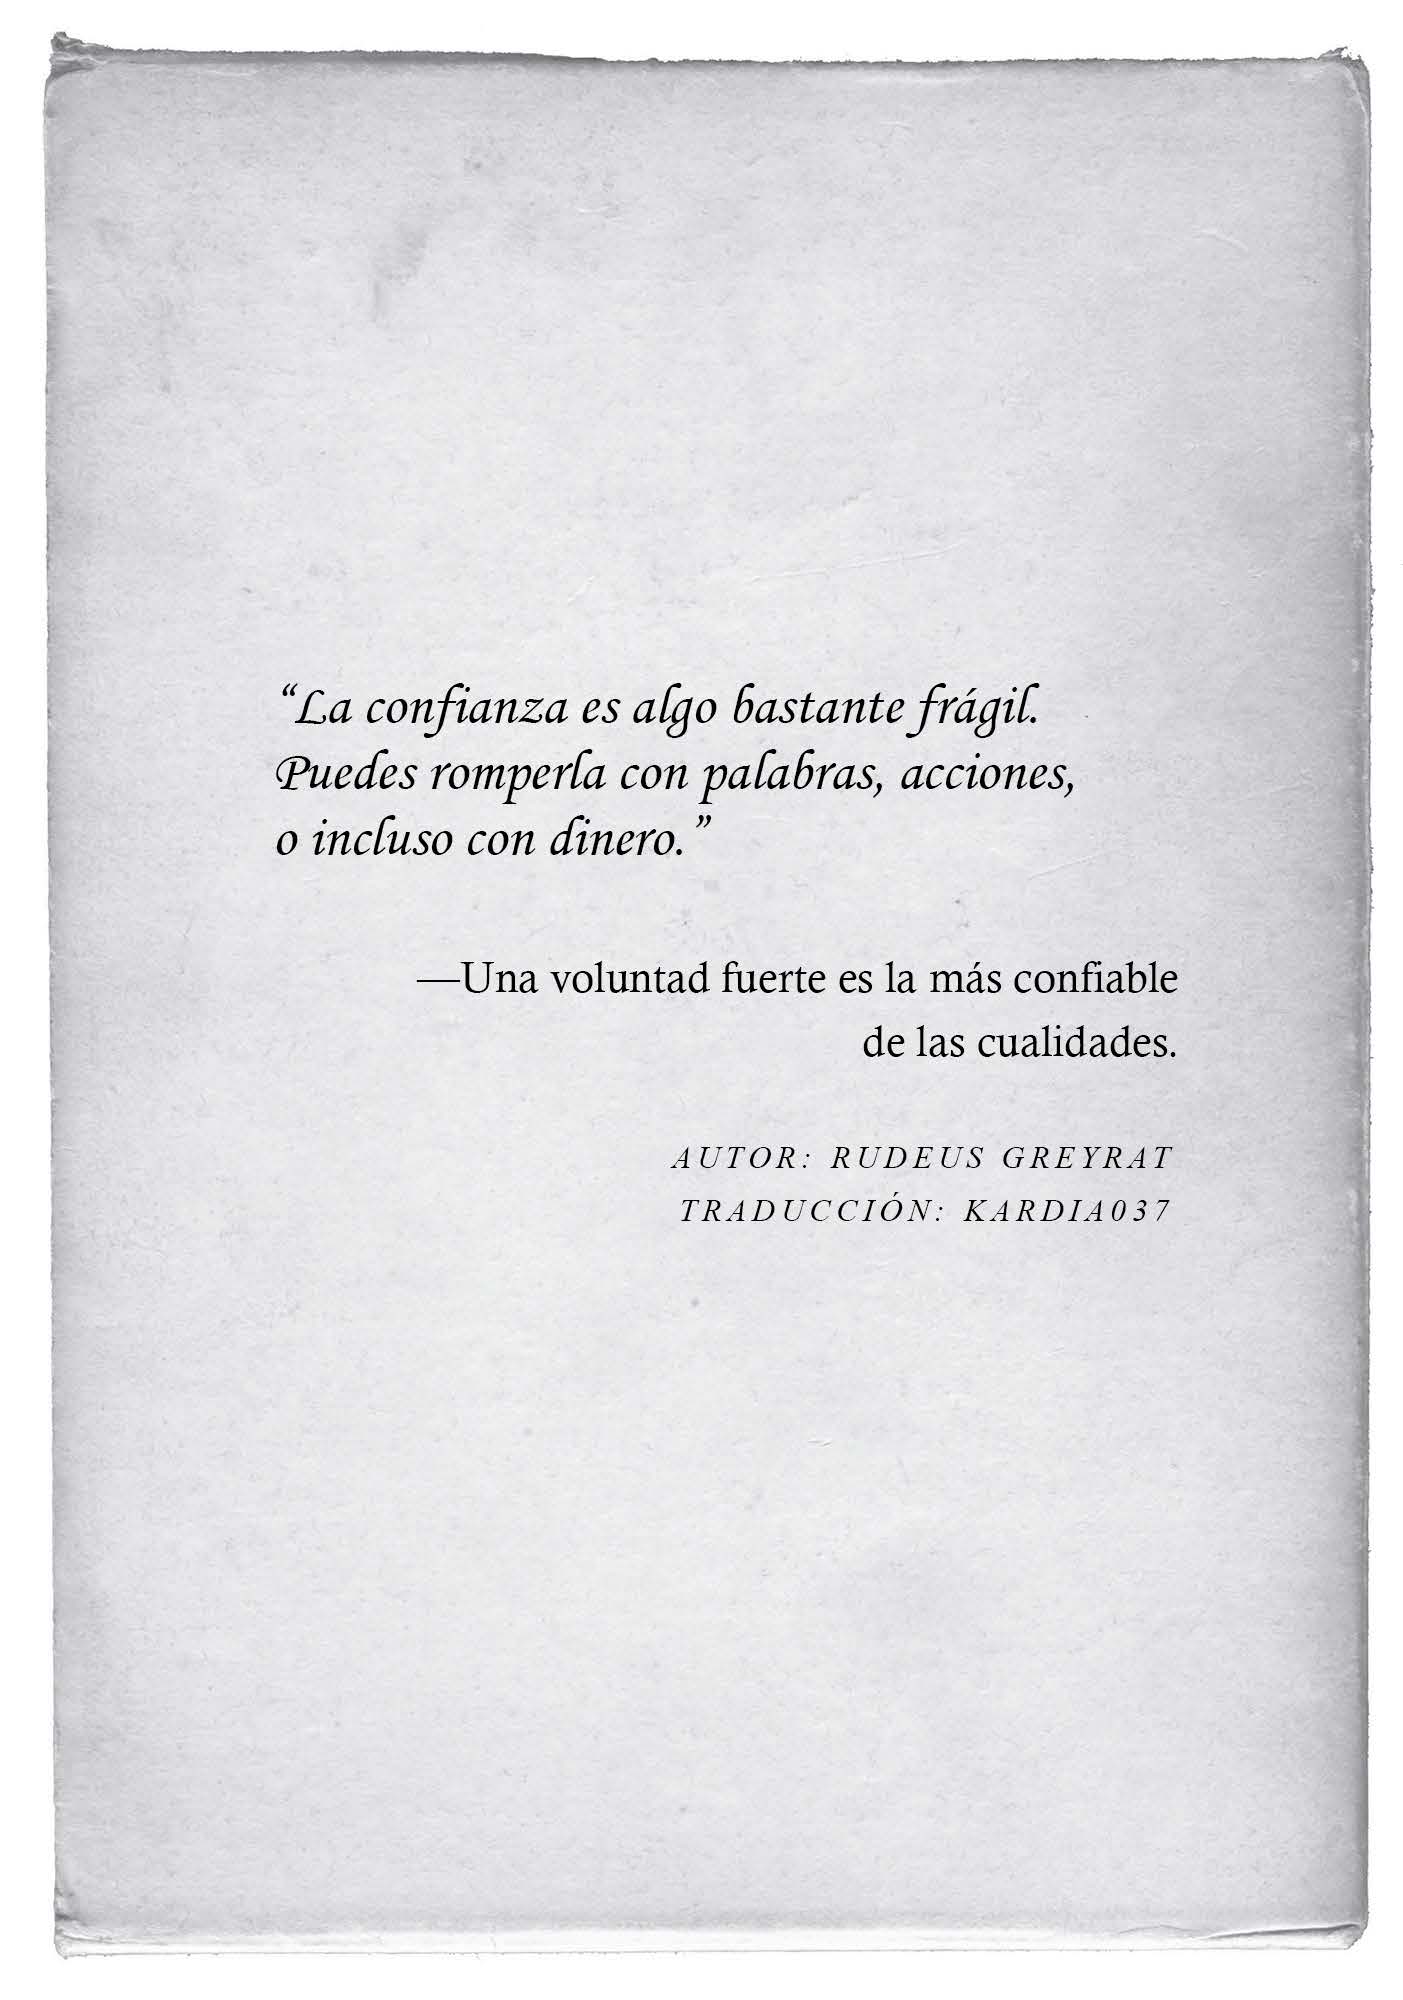 “La confianza es algo bastante frágil.
Puedes romperla con palabras, acciones,
o incluso con dinero.”
—Una voluntad fuerte es la más confiable
de las cualidades.
AUTOR: RUDEUS GREYRAT
TRADUCCIÓN: KARDIA037